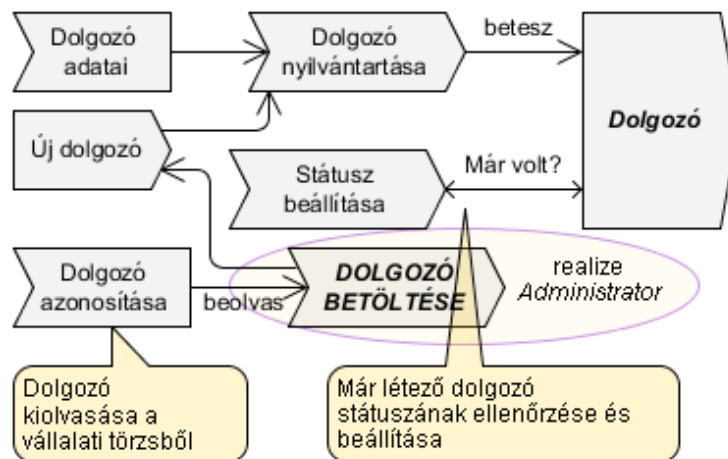 Dolgozó
adatai
Dolgozó
nyilvántartása
betesz
Dolgozó
Új dolgozó
Státusz
beállítása
Már volt?
Dolgozó
azonosítása
beolvas
DOLGOZÓ
BETÖLTÉSE
realize
Administrator
Dolgozó
kiolvasása a
vállalati törzsből
Már létező dolgozó
státuszának ellenőrzése és
beállítása